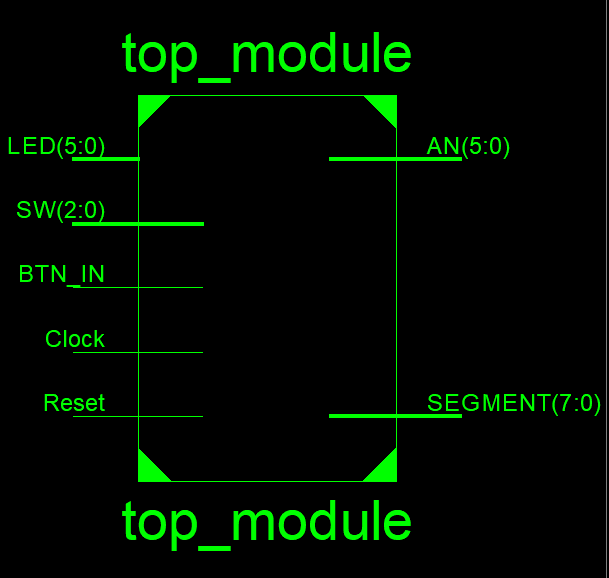 top_module
LED(5:0)
AN(5:0)
SW(2:0)
BTN_IN
Clock
Reset
SEGMENT(7:0)
top_module